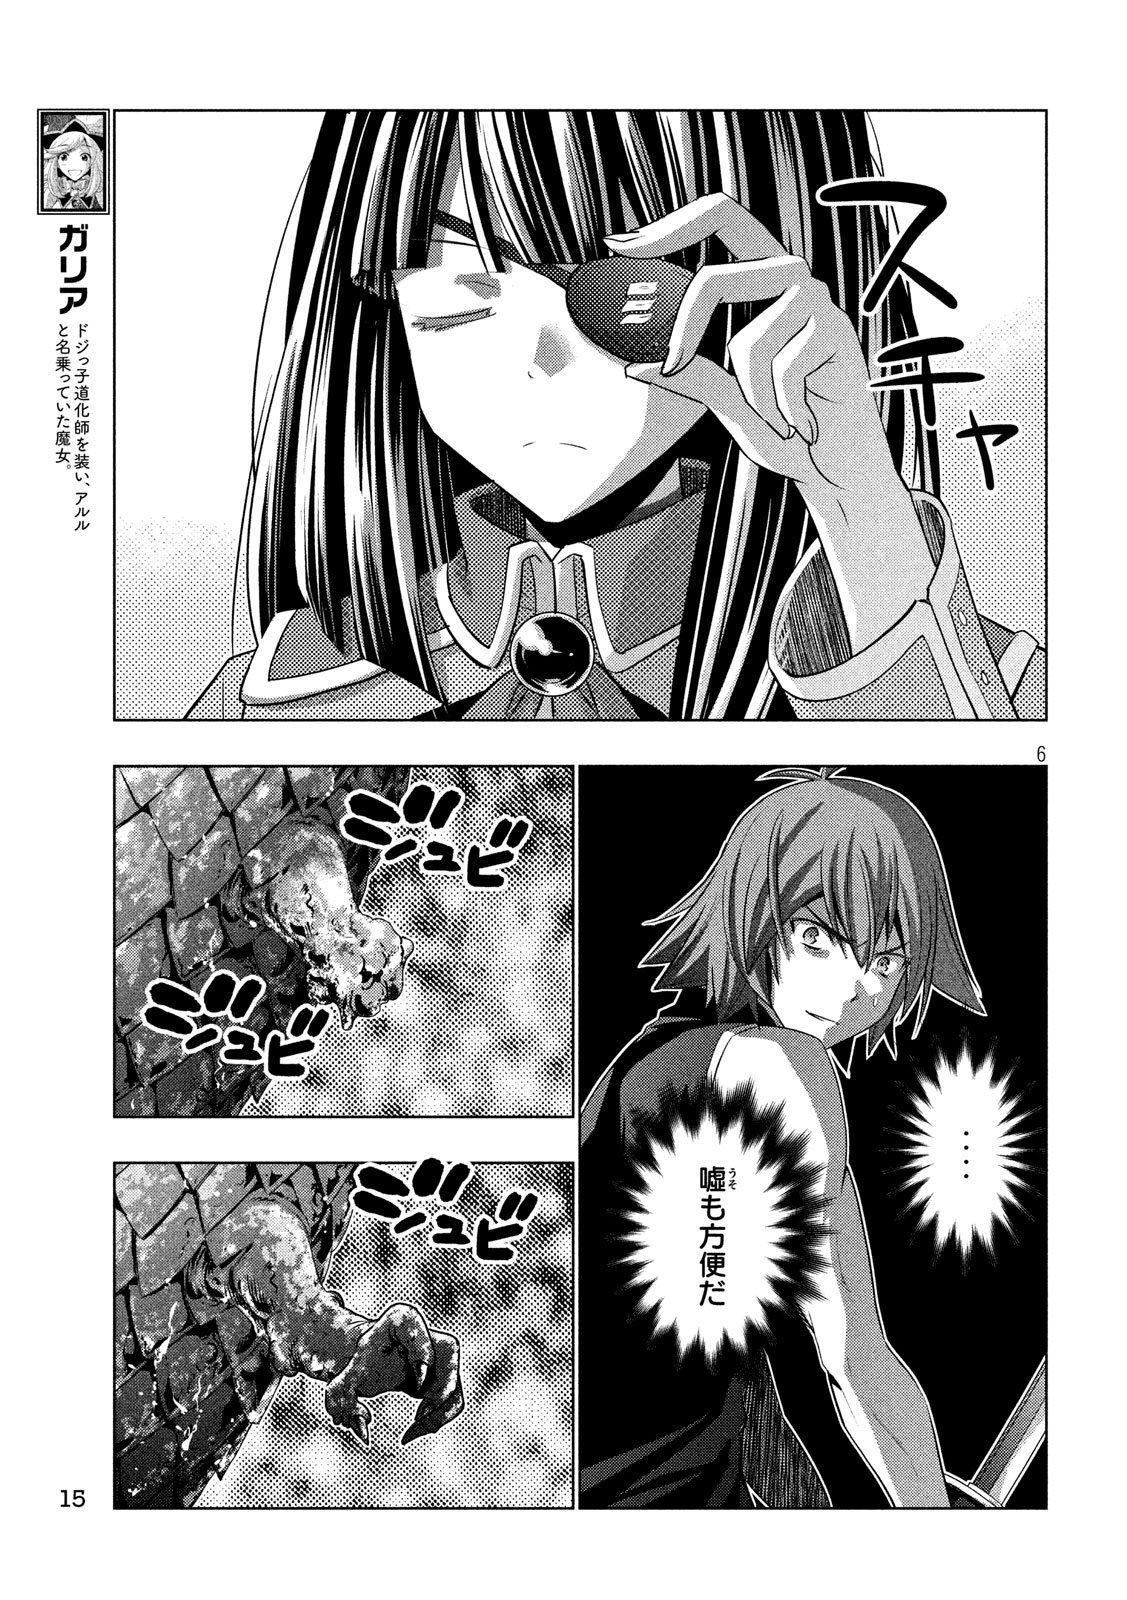 ガリア
ドジっ子道化師を装い、アルル
と名乗っていた魔女。
スチャ
6
‥‥
嘘も方便だ
うそ
ジュビ
ジュビ
ジュビ
15